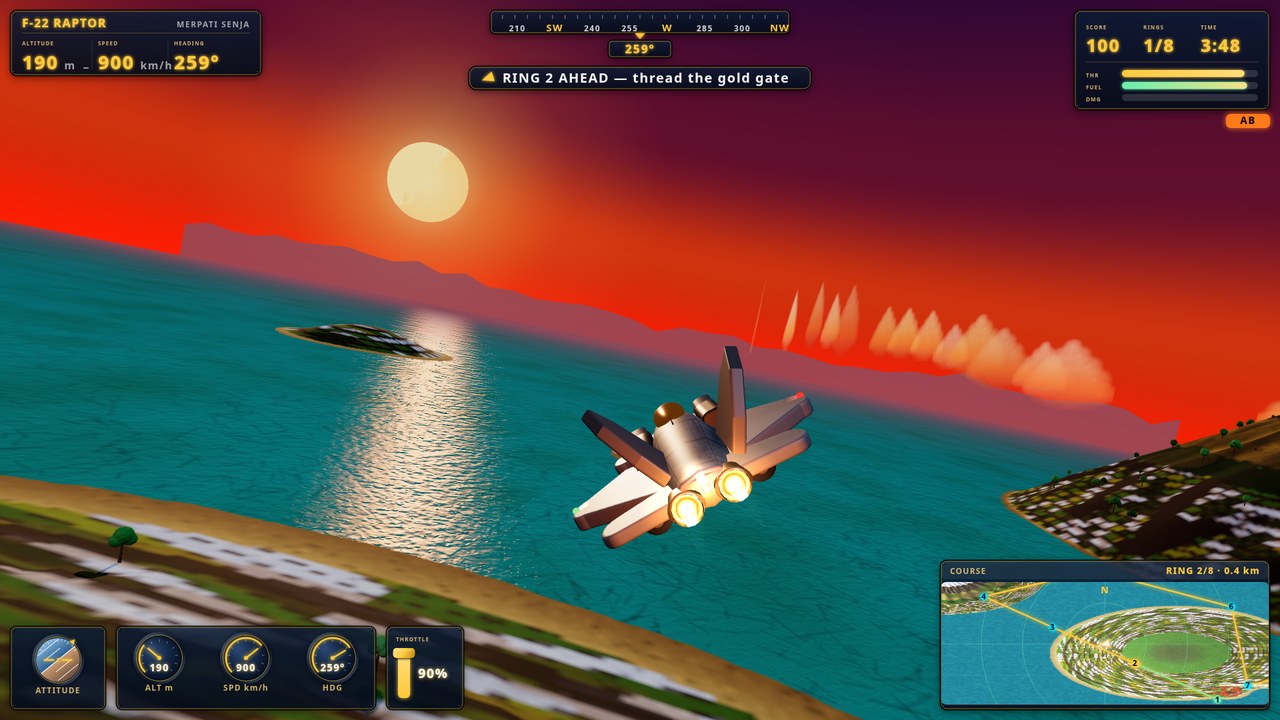 F-22 RAPTOR MERPATI SENJA
ALTITUDE SPEED HEADING
190 m – 900 km/h 259°
210 SW 240 255 W 285 300 NW
259°
RING 2 AHEAD — thread the gold gate
SCORE RINGS TIME
100 1/8 3:48
THR
FUEL
DMG
AB
ATTITUDE
190
ALT m
900
SPD km/h
259°
HDG
THROTTLE
90%
COURSE RING 2/8 · 0.4 km
N
4
6
3
2
7
1